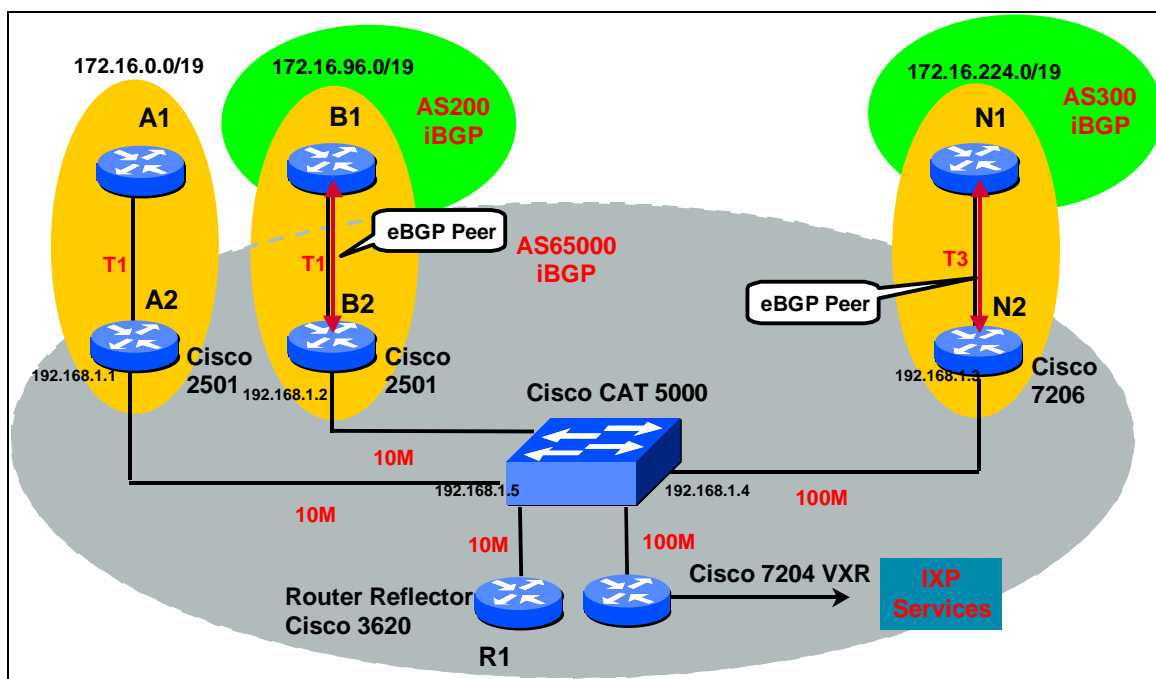 172.16.0.0/19
172.16.96.0/19
172.16.224.0/19
A1
B1
AS200
iBGP
N1
AS300
iBGP
eBGP Peer
AS65000
iBGP
T1
T1
T3
eBGP Peer
A2
B2
N2
Cisco
2501
Cisco
2501
Cisco
7206
192.168.1.1
192.168.1.2
192.168.1.3
Cisco CAT 5000
10M
192.168.1.5
192.168.1.4
100M
10M
10M
100M
Cisco 7204 VXR
IXP
Services
Router Reflector
Cisco 3620
R1